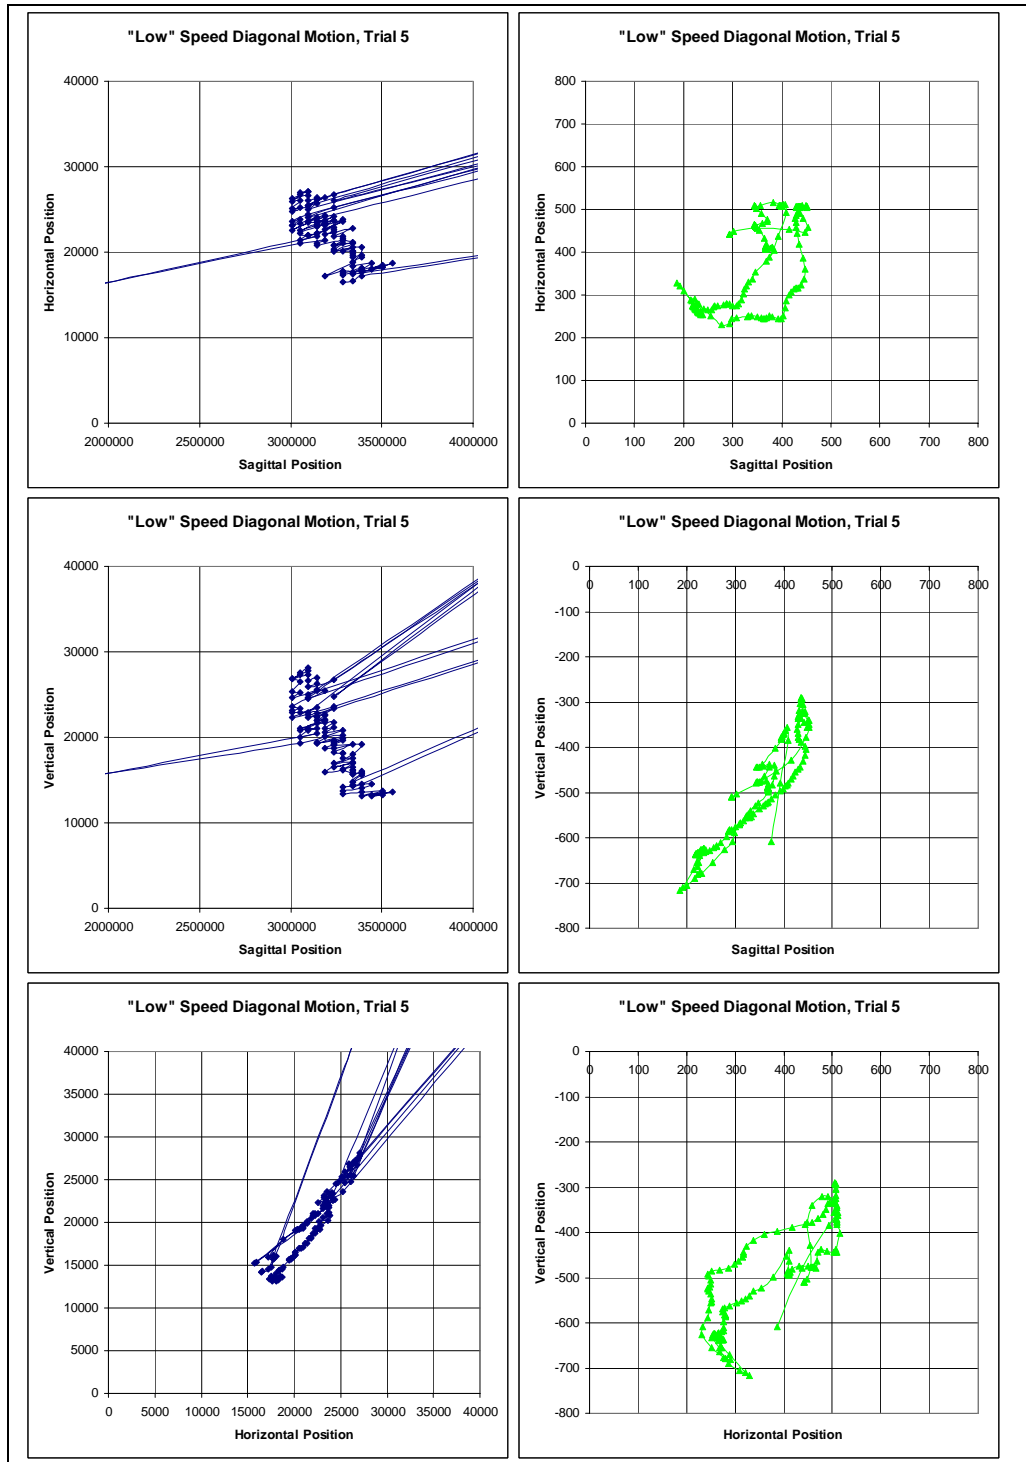 "Low" Speed Diagonal Motion, Trial 5
40000
30000
20000
10000
0
2000000 2500000 3000000 3500000 4000000
Horizontal Position
Sagittal Position
"Low" Speed Diagonal Motion, Trial 5
800
700
600
500
400
300
200
100
0
0 100 200 300 400 500 600 700 800
Horizontal Position
Sagittal Position
"Low" Speed Diagonal Motion, Trial 5
40000
30000
20000
10000
0
2000000 2500000 3000000 3500000 4000000
Vertical Position
Sagittal Position
"Low" Speed Diagonal Motion, Trial 5
0
-100
-200
-300
-400
-500
-600
-700
-800
0 100 200 300 400 500 600 700 800
Vertical Position
Sagittal Position
"Low" Speed Diagonal Motion, Trial 5
40000
35000
30000
25000
20000
15000
10000
5000
0
0 5000 10000 15000 20000 25000 30000 35000 40000
Vertical Position
Horizontal Position
"Low" Speed Diagonal Motion, Trial 5
0
-100
-200
-300
-400
-500
-600
-700
-800
0 100 200 300 400 500 600 700 800
Vertical Position
Horizontal Position